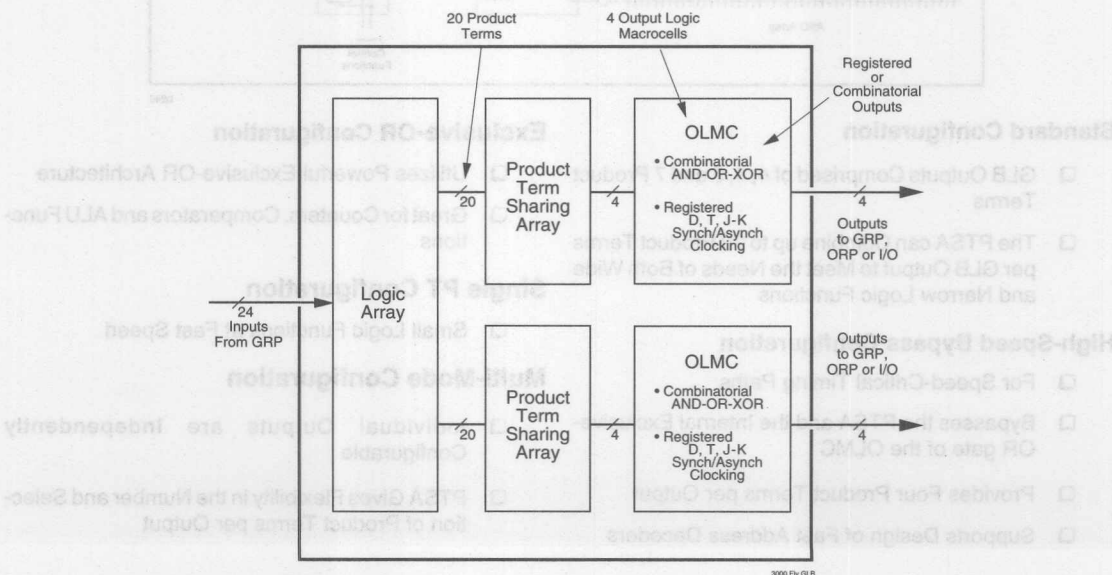 20 Product
Terms
4 Output Logic
Macrocells
Registered
or
Combinatorial
Outputs
Logic
Array
24
Inputs
From GRP
20
Product
Term
Sharing
Array
4
OLMC
• Combinatorial
AND-OR-XOR
• Registered
D, T, J-K
Synch/Asynch
Clocking
4
Outputs
to GRP,
ORP or I/O
20
Product
Term
Sharing
Array
4
OLMC
• Combinatorial
AND-OR-XOR
• Registered
D, T, J-K
Synch/Asynch
Clocking
4
Outputs
to GRP,
ORP or I/O
3000 Fly GLB
Standard Configuration
GLB Outputs Comprised of
7 Product
Terms
The PTSA can
up to
Product Terms
per GLB Output to Meet the Needs of Both Wide
and Narrow Logic Functions
High-Speed Bypass Configuration
For Speed-Critical Timing Paths
Bypasses the PTSA and the Internal Exclusive-
OR gate of the OLMC
Provides Four Product Terms per Output
Supports Design of Fast Address Decoders
Exclusive-OR Configuration
Utilizes Powerful Exclusive-OR Architecture
Great for Counters, Comparators and ALU Func-
tions
Single PT Configuration
Small Logic Functions
Fast Speed
Multi-Mode Configuration
Individual Outputs are Independently
Configurable
PTSA Gives Flexibility in the Number and Selec-
tion of Product Terms per Output